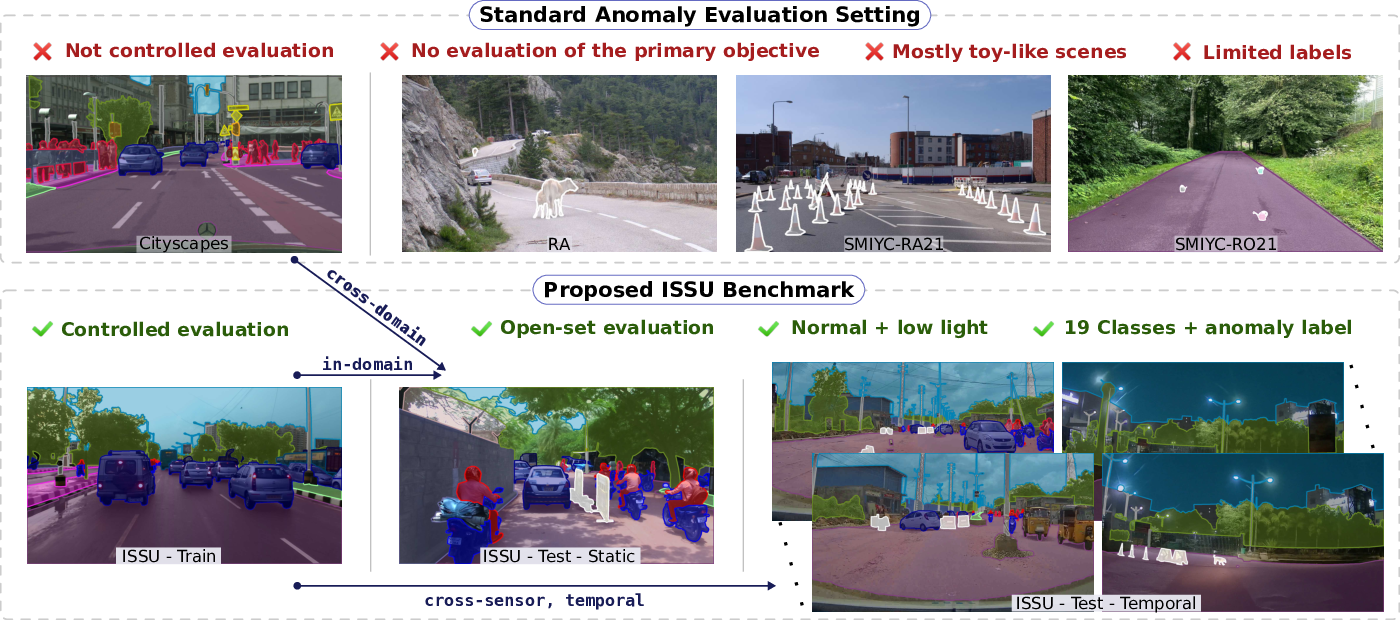 Standard Anomaly Evaluation Setting
Not controlled evaluation
No evaluation of the primary objective
Mostly toy-like scenes
Limited labels
Cityscapes
RA
SMIYC-RA21
SMIYC-RO21
cross-domain
Proposed ISSU Benchmark
Controlled evaluation
Open-set evaluation
Normal + low light
19 Classes + anomaly label
in-domain
ISSU - Train
ISSU - Test - Static
cross-sensor, temporal
ISSU - Test - Temporal